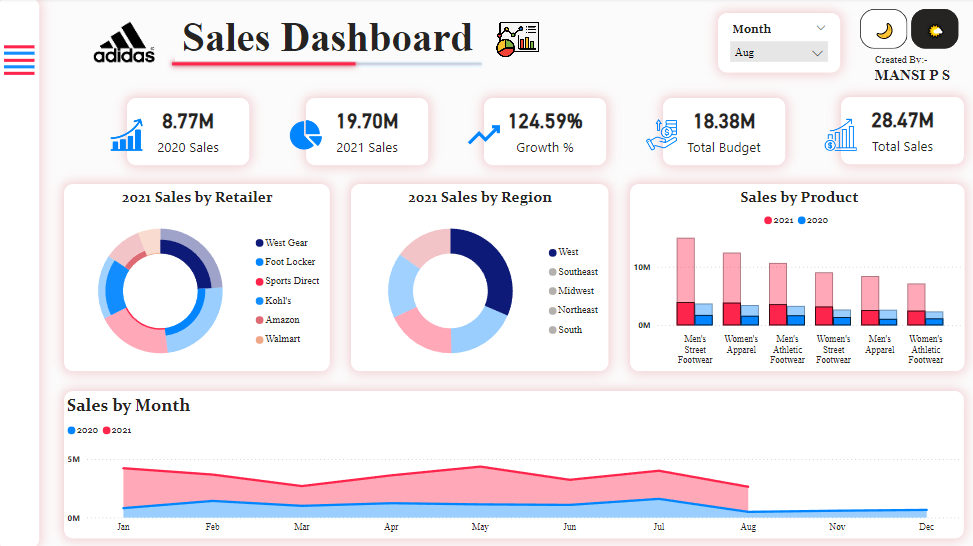 adidas
Sales Dashboard
Month
Aug
Created By:-
MANSI P S
8.77M
2020 Sales
19.70M
2021 Sales
124.59%
Growth %
18.38M
Total Budget
28.47M
Total Sales
2021 Sales by Retailer
West Gear
Foot Locker
Sports Direct
Kohl's
Amazon
Walmart
2021 Sales by Region
West
Southeast
Midwest
Northeast
South
Sales by Product
2021 2020
10M
0M
Men's Street Footwear
Women's Apparel
Men's Athletic Footwear
Women's Street Footwear
Men's Apparel
Women's Athletic Footwear
Sales by Month
2020 2021
5M
0M
Jan Feb Mar Apr May Jun Jul Aug Nov Dec